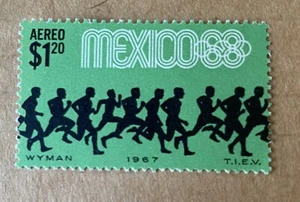 AEREO
$1.20
MEXICO68
WYMAN 1967 T.I.E.V.